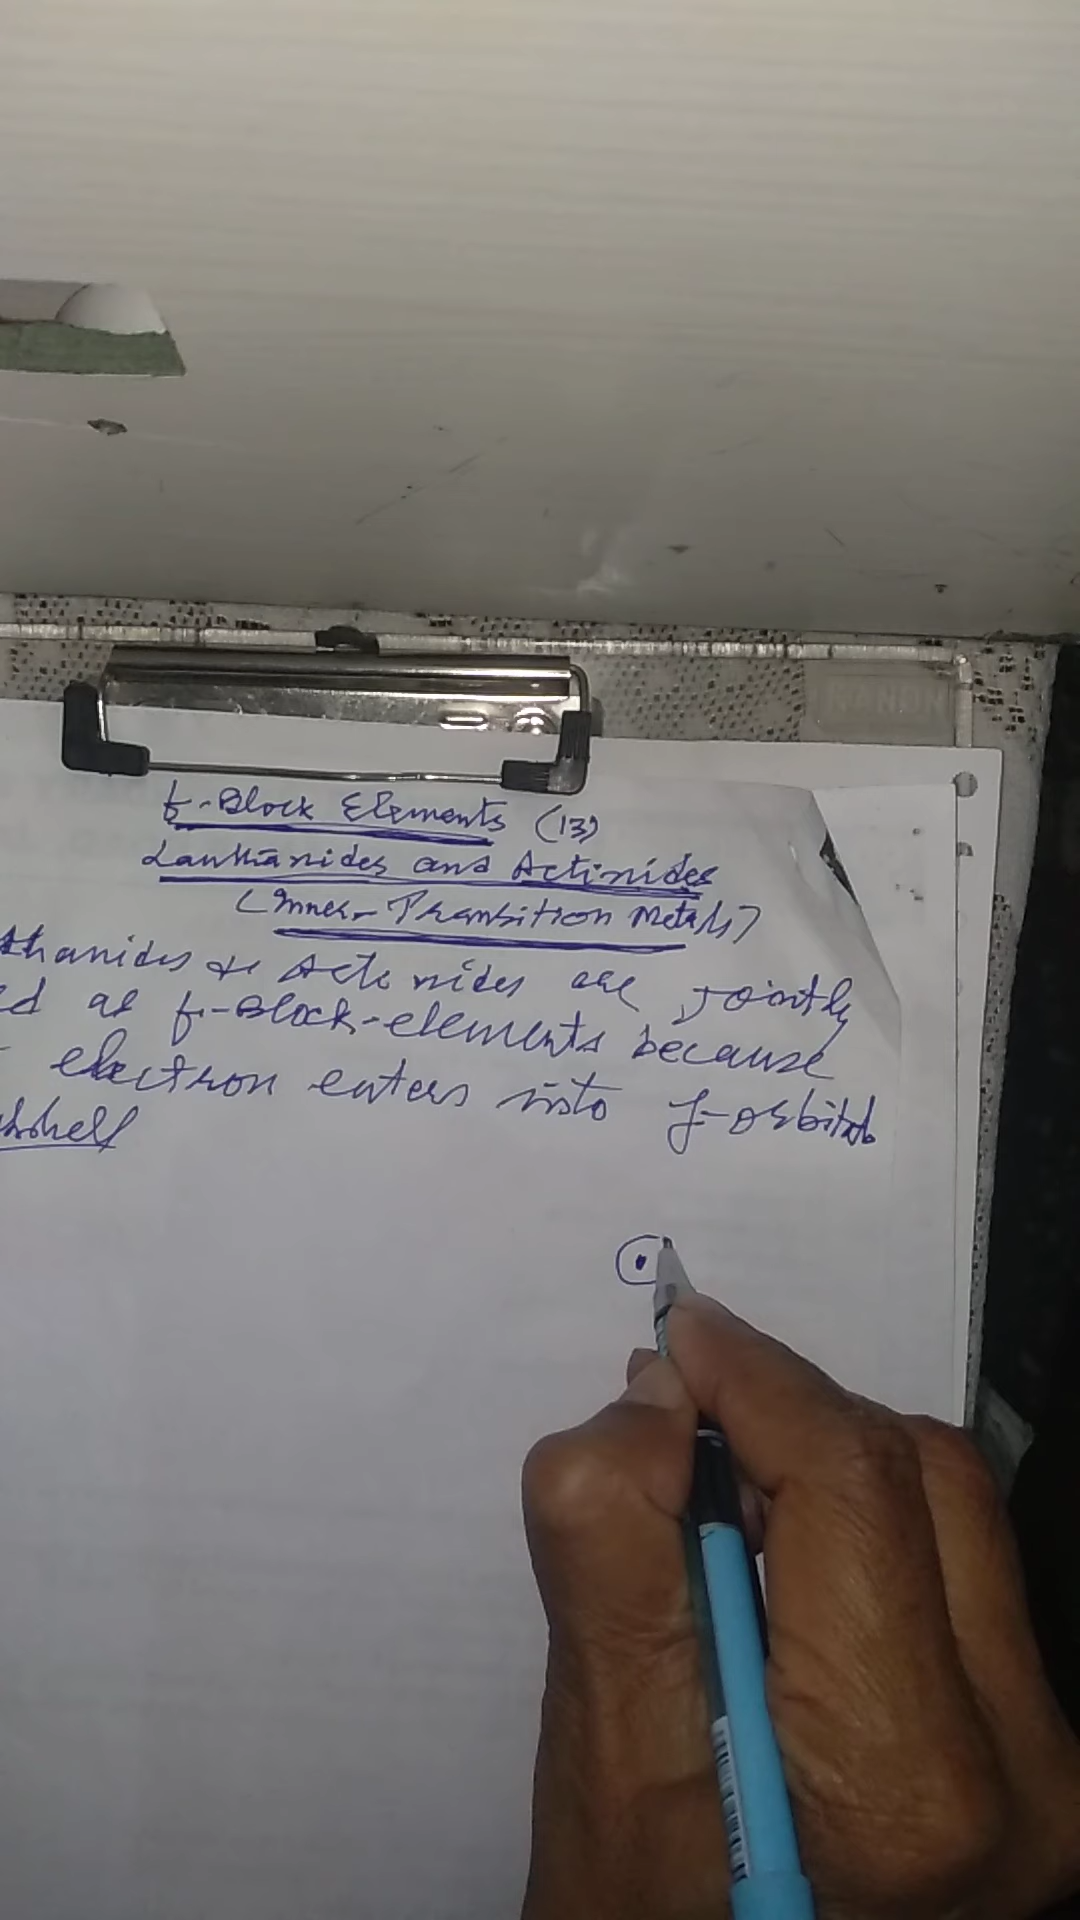 f-Block Elements (13)
Lanthanides and Actinides
(Inner-Transition Metals)
thanides & Actinides are jointly
ed as f-Block-elements because
electron enters into f-orbitals
bshell